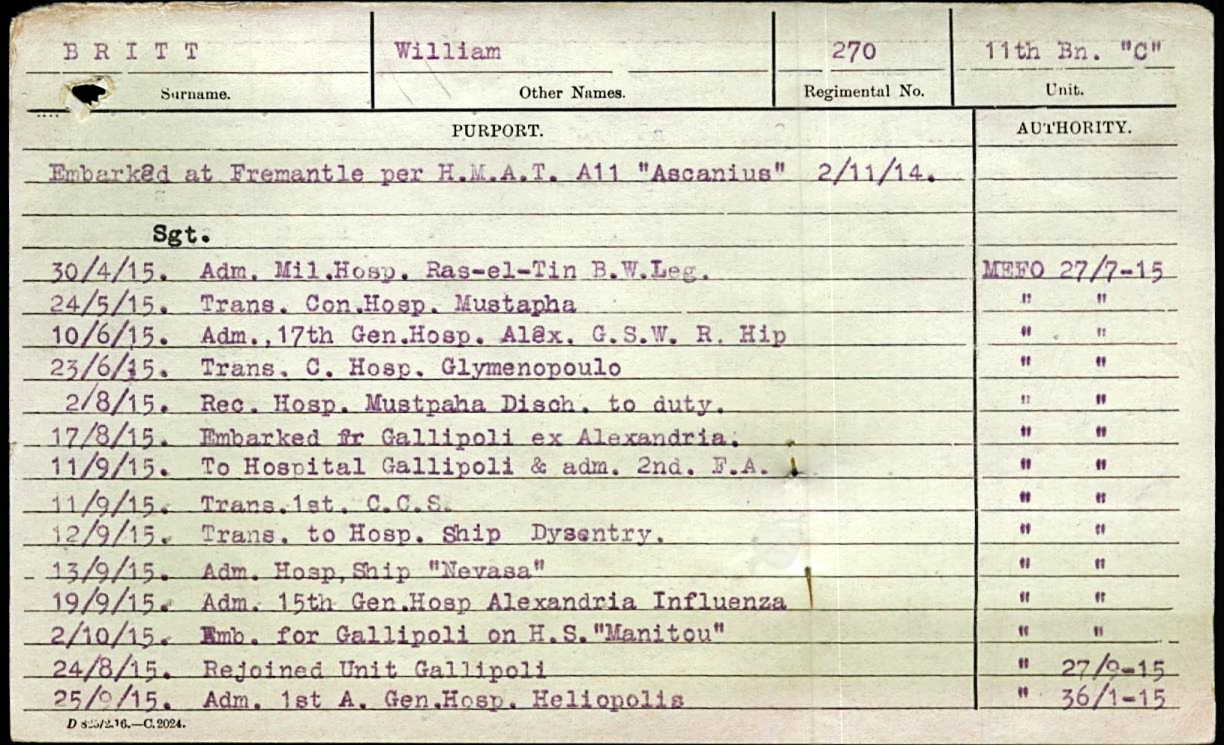 BRITT William 270 11th Bn. "C"
Surname. Other Names. Regimental No. Unit.
PURPORT. AUTHORITY.
Embarked at Fremantle per H.M.A.T. A11 "Ascanius" 2/11/14.
Sgt.
30/4/15. Adm. Mil.Hosp. Ras-el-Tin B.W.Leg. MEFO 27/7-15
24/5/15. Trans. Con.Hosp. Mustapha " "
10/6/15. Adm.,17th Gen.Hosp. Alex. G.S.W. R. Hip " "
23/6/15. Trans. C. Hosp. Glymenopoulo " "
2/8/15. Rec. Hosp. Mustpaha Disch. to duty. " "
17/8/15. Embarked fr Gallipoli ex Alexandria. " "
11/9/15. To Hospital Gallipoli & adm. 2nd. F.A. " "
11/9/15. Trans.1st. C.C.S. " "
12/9/15. Trans. to Hosp. Ship Dysentry. " "
13/9/15. Adm. Hosp,Ship "Nevasa" " "
19/9/15. Adm. 15th Gen.Hosp Alexandria Influenza " "
2/10/15. Emb. for Gallipoli on H.S."Manitou" " "
24/8/15. Rejoined Unit Gallipoli " 27/9-15
25/9/15. Adm. 1st A. Gen.Hosp. Heliopolis " 36/1-15
C.2024.